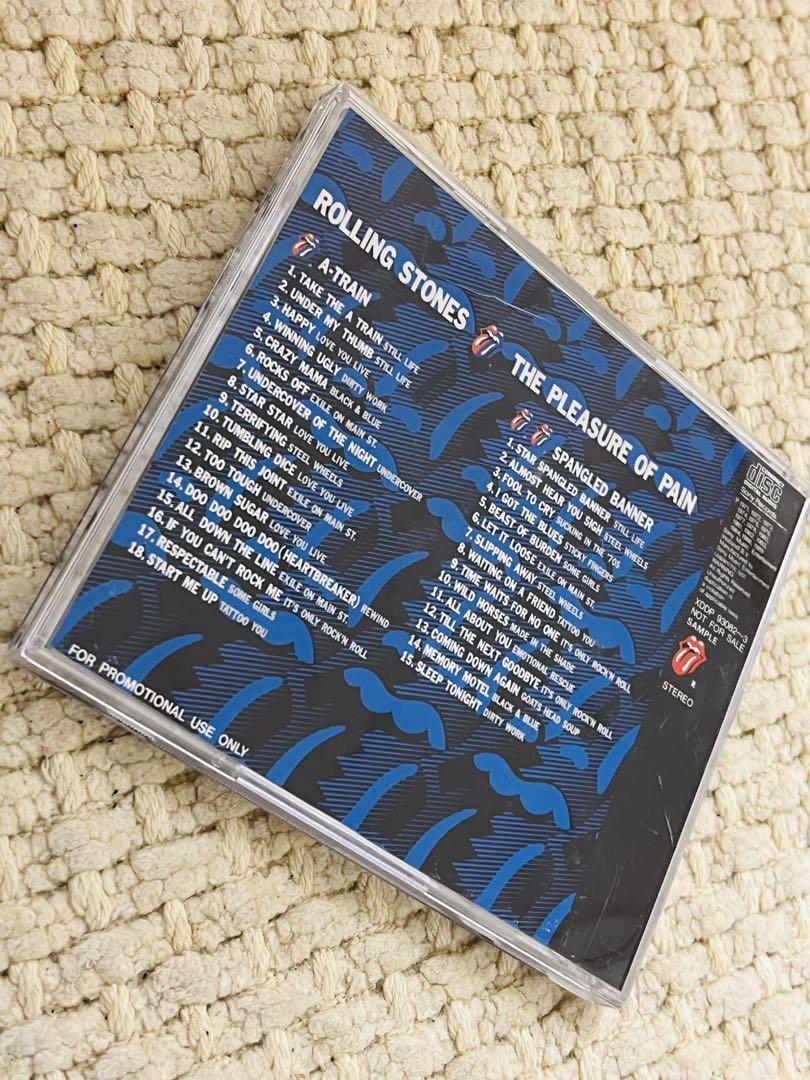 ROLLING STONES THE PLEASURE OF PAIN
A-TRAIN
1. TAKE THE A TRAIN STILL LIFE
2. UNDER MY THUMB STILL LIFE
3. HAPPY LOVE YOU LIVE
4. WINNING UGLY DIRTY WORK
5. CRAZY MAMA BLACK & BLUE
6. ROCKS OFF EXILE ON MAIN ST.
7. UNDERCOVER OF THE NIGHT UNDERCOVER
8. STAR STAR LOVE YOU LIVE
9. TERRIFYING STEEL WHEELS
10. TUMBLING DICE LOVE YOU LIVE
11. RIP THIS JOINT EXILE ON MAIN ST.
12. TOO TOUGH UNDERCOVER
13. BROWN SUGAR LOVE YOU LIVE
14. DOO DOO DOO DOO (HEARTBREAKER) REWIND
15. ALL DOWN THE LINE EXILE ON MAIN ST.
16. IF YOU CAN'T ROCK ME IT'S ONLY ROCK'N ROLL
17. RESPECTABLE SOME GIRLS
18. START ME UP TATTOO YOU
SPANGLED BANNER
1. STAR SPANGLED BANNER STILL LIFE
2. ALMOST HEAR YOU SIGH STEEL WHEELS
3. FOOL TO CRY SUCKING IN THE '70S
4. I GOT THE BLUES STICKY FINGERS
5. BEAST OF BURDEN SOME GIRLS
6. LET IT LOOSE EXILE ON MAIN ST.
7. SLIPPING AWAY STEEL WHEELS
8. WAITING ON A FRIEND TATTOO YOU
9. TIME WAITS FOR NO ONE IT'S ONLY ROCK'N ROLL
10. WILD HORSES MADE IN THE SHADE
11. ALL ABOUT YOU EMOTIONAL RESCUE
12. TILL THE NEXT GOODBYE IT'S ONLY ROCK'N ROLL
13. COMING DOWN AGAIN GOATS HEAD SOUP
14. MEMORY MOTEL BLACK & BLUE
15. SLEEP TONIGHT DIRTY WORK
FOR PROMOTIONAL USE ONLY
disc
XDDP 93082~3
NOT FOR SALE
SAMPLE
R
STEREO